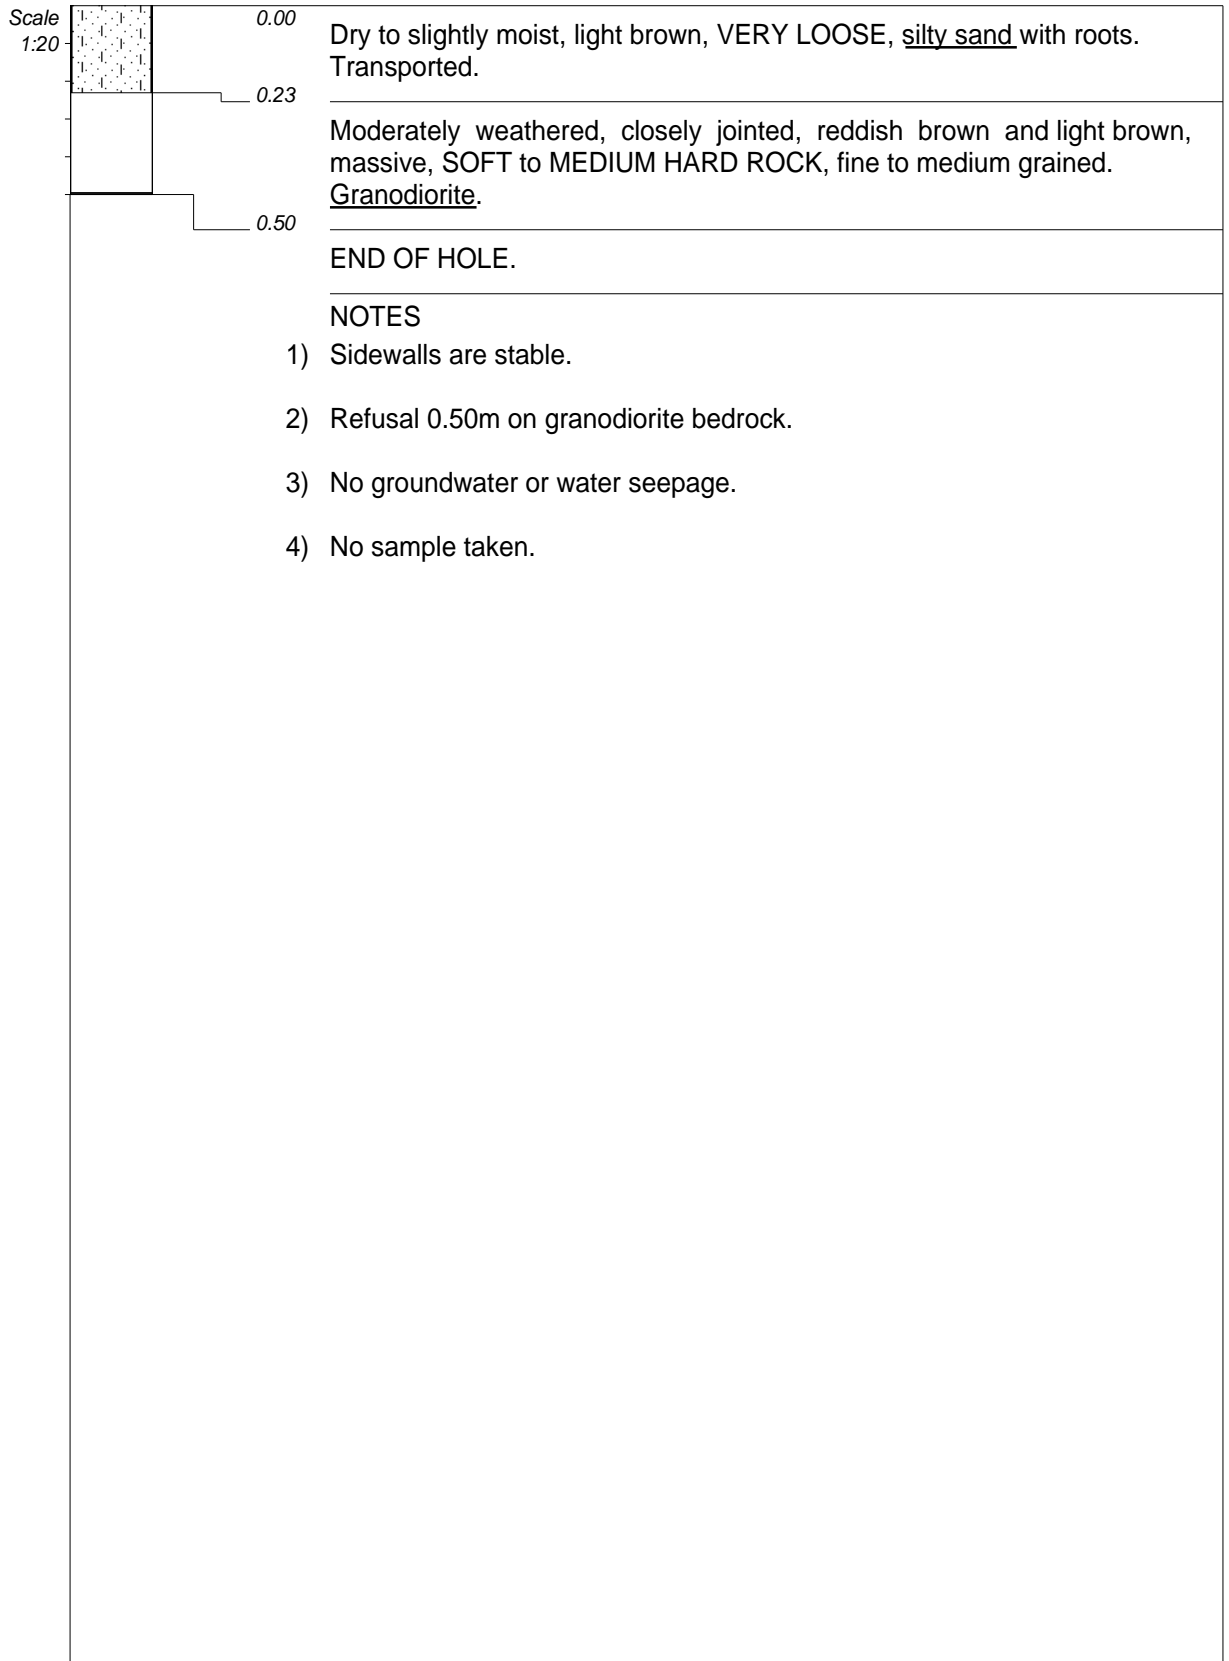 Scale
1:20
0.00
Dry to slightly moist, light brown, VERY LOOSE, silty sand with roots.
Transported.
0.23
Moderately weathered, closely jointed, reddish brown and light brown,
massive, SOFT to MEDIUM HARD ROCK, fine to medium grained.
Granodiorite.
0.50
END OF HOLE.
NOTES
1) Sidewalls are stable.
2) Refusal 0.50m on granodiorite bedrock.
3) No groundwater or water seepage.
4) No sample taken.